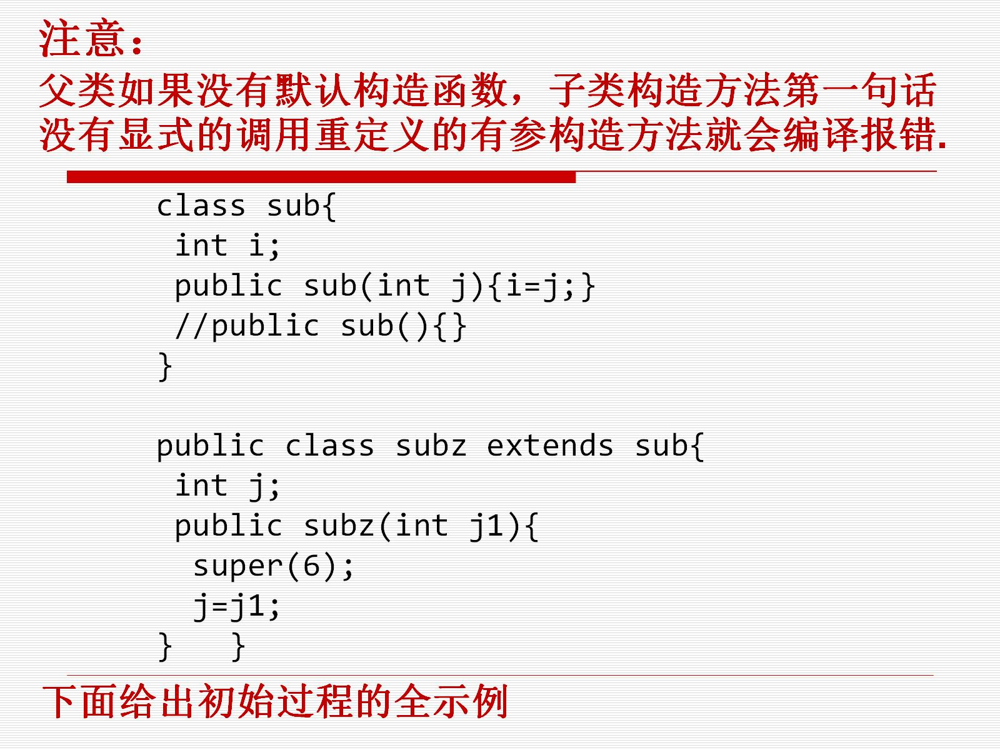 注意：
父类如果没有默认构造函数，子类构造方法第一句话
没有显式的调用重定义的有参构造方法就会编译报错.
class sub{
 int i;
 public sub(int j){i=j;}
 //public sub(){}
}
public class subz extends sub{
 int j;
 public subz(int j1){
  super(6);
  j=j1;
}   }
下面给出初始过程的全示例